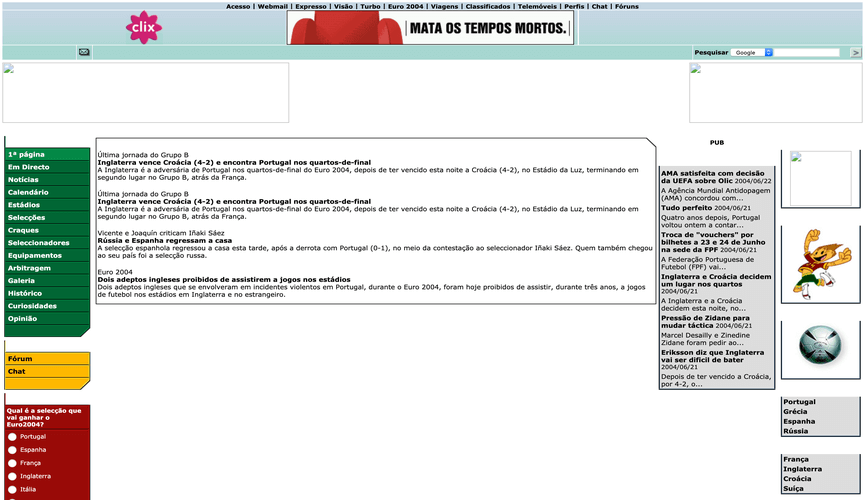 Acesso | Webmail | Expresso | Visão | Turbo | Euro 2004 | Viagens | Classificados | Telemóveis | Perfis | Chat | Fóruns
clix
MATA OS TEMPOS MORTOS.
Pesquisar Google >
1ª página
Em Directo
Notícias
Calendário
Estádios
Selecções
Craques
Seleccionadores
Equipamentos
Arbitragem
Galeria
Histórico
Curiosidades
Opinião
Fórum
Chat
Qual é a selecção que
vai ganhar o
Euro2004?
Portugal
Espanha
França
Inglaterra
Itália
Última jornada do Grupo B
Inglaterra vence Croácia (4-2) e encontra Portugal nos quartos-de-final
A Inglaterra é a adversária de Portugal nos quartos-de-final do Euro 2004, depois de ter vencido esta noite a Croácia (4-2), no Estádio da Luz, terminando em
segundo lugar no Grupo B, atrás da França.
Última jornada do Grupo B
Inglaterra vence Croácia (4-2) e encontra Portugal nos quartos-de-final
A Inglaterra é a adversária de Portugal nos quartos-de-final do Euro 2004, depois de ter vencido esta noite a Croácia (4-2), no Estádio da Luz, terminando em
segundo lugar no Grupo B, atrás da França.
Vicente e Joaquín criticam Iñaki Sáez
Rússia e Espanha regressam a casa
A selecção espanhola regressou a casa esta tarde, após a derrota com Portugal (0-1), no meio da contestação ao seleccionador Iñaki Sáez. Quem também chegou
ao seu país foi a selecção russa.
Euro 2004
Dois adeptos ingleses proibidos de assistirem a jogos nos estádios
Dois adeptos ingleses que se envolveram em incidentes violentos em Portugal, durante o Euro 2004, foram hoje proibidos de assistir, durante três anos, a jogos
de futebol nos estádios em Inglaterra e no estrangeiro.
PUB
AMA satisfeita com decisão
da UEFA sobre Olic 2004/06/22
A Agência Mundial Antidopagem
(AMA) concordou com...
Tudo perfeito 2004/06/21
Quatro anos depois, Portugal
voltou ontem a contar...
Troca de "vouchers" por
bilhetes a 23 e 24 de Junho
na sede da FPF 2004/06/21
A Federação Portuguesa de
Futebol (FPF) vai...
Inglaterra e Croácia decidem
um lugar nos quartos
2004/06/21
A Inglaterra e a Croácia
decidem esta noite, no...
Pressão de Zidane para
mudar táctica 2004/06/21
Marcel Desailly e Zinedine
Zidane foram pedir ao...
Eriksson diz que Inglaterra
vai ser difícil de bater
2004/06/21
Depois de ter vencido a Croácia,
por 4-2, o...
Portugal
Grécia
Espanha
Rússia
França
Inglaterra
Croácia
Suíça